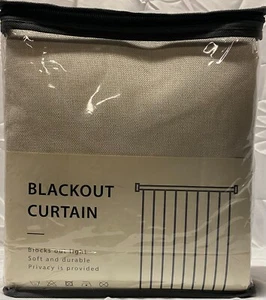 BLACKOUT
CURTAIN
Blocks out light
Soft and durable
Privacy is provided